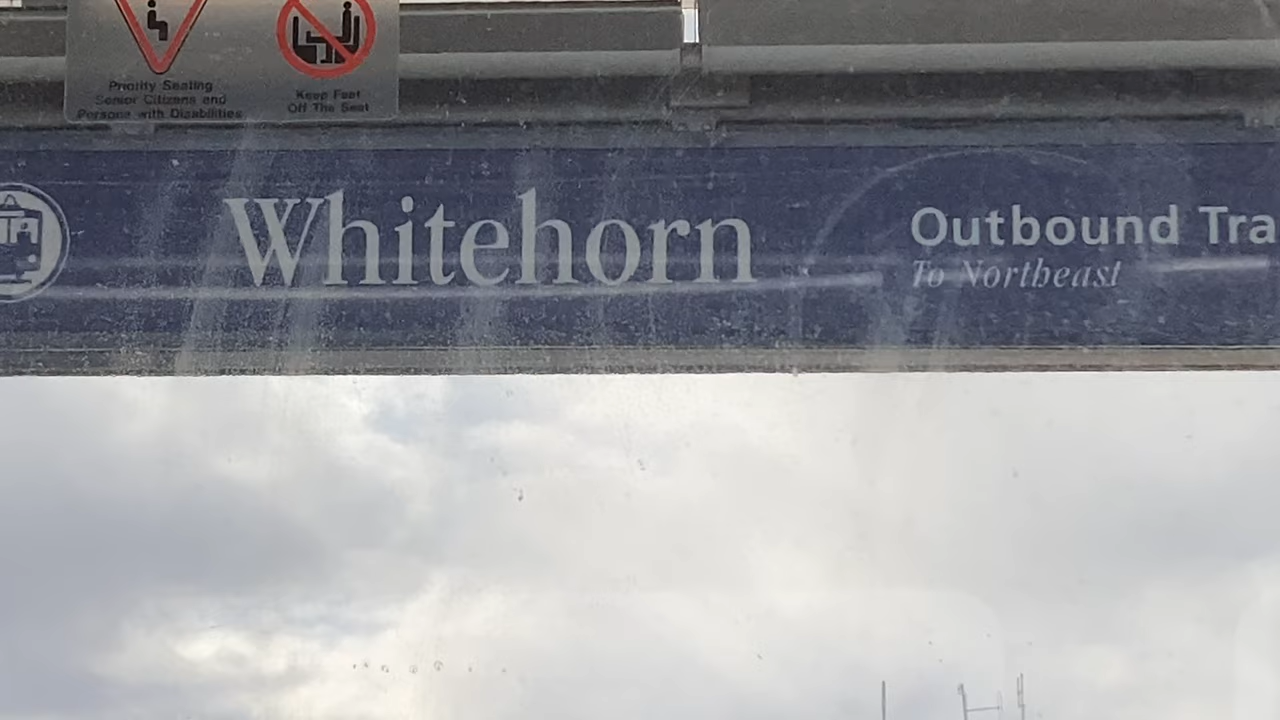 Priority Seating
Senior Citizens and
Persons with Disabilities
Keep Feet
Off The Seat
Whitehorn
Outbound Tra
To Northeast